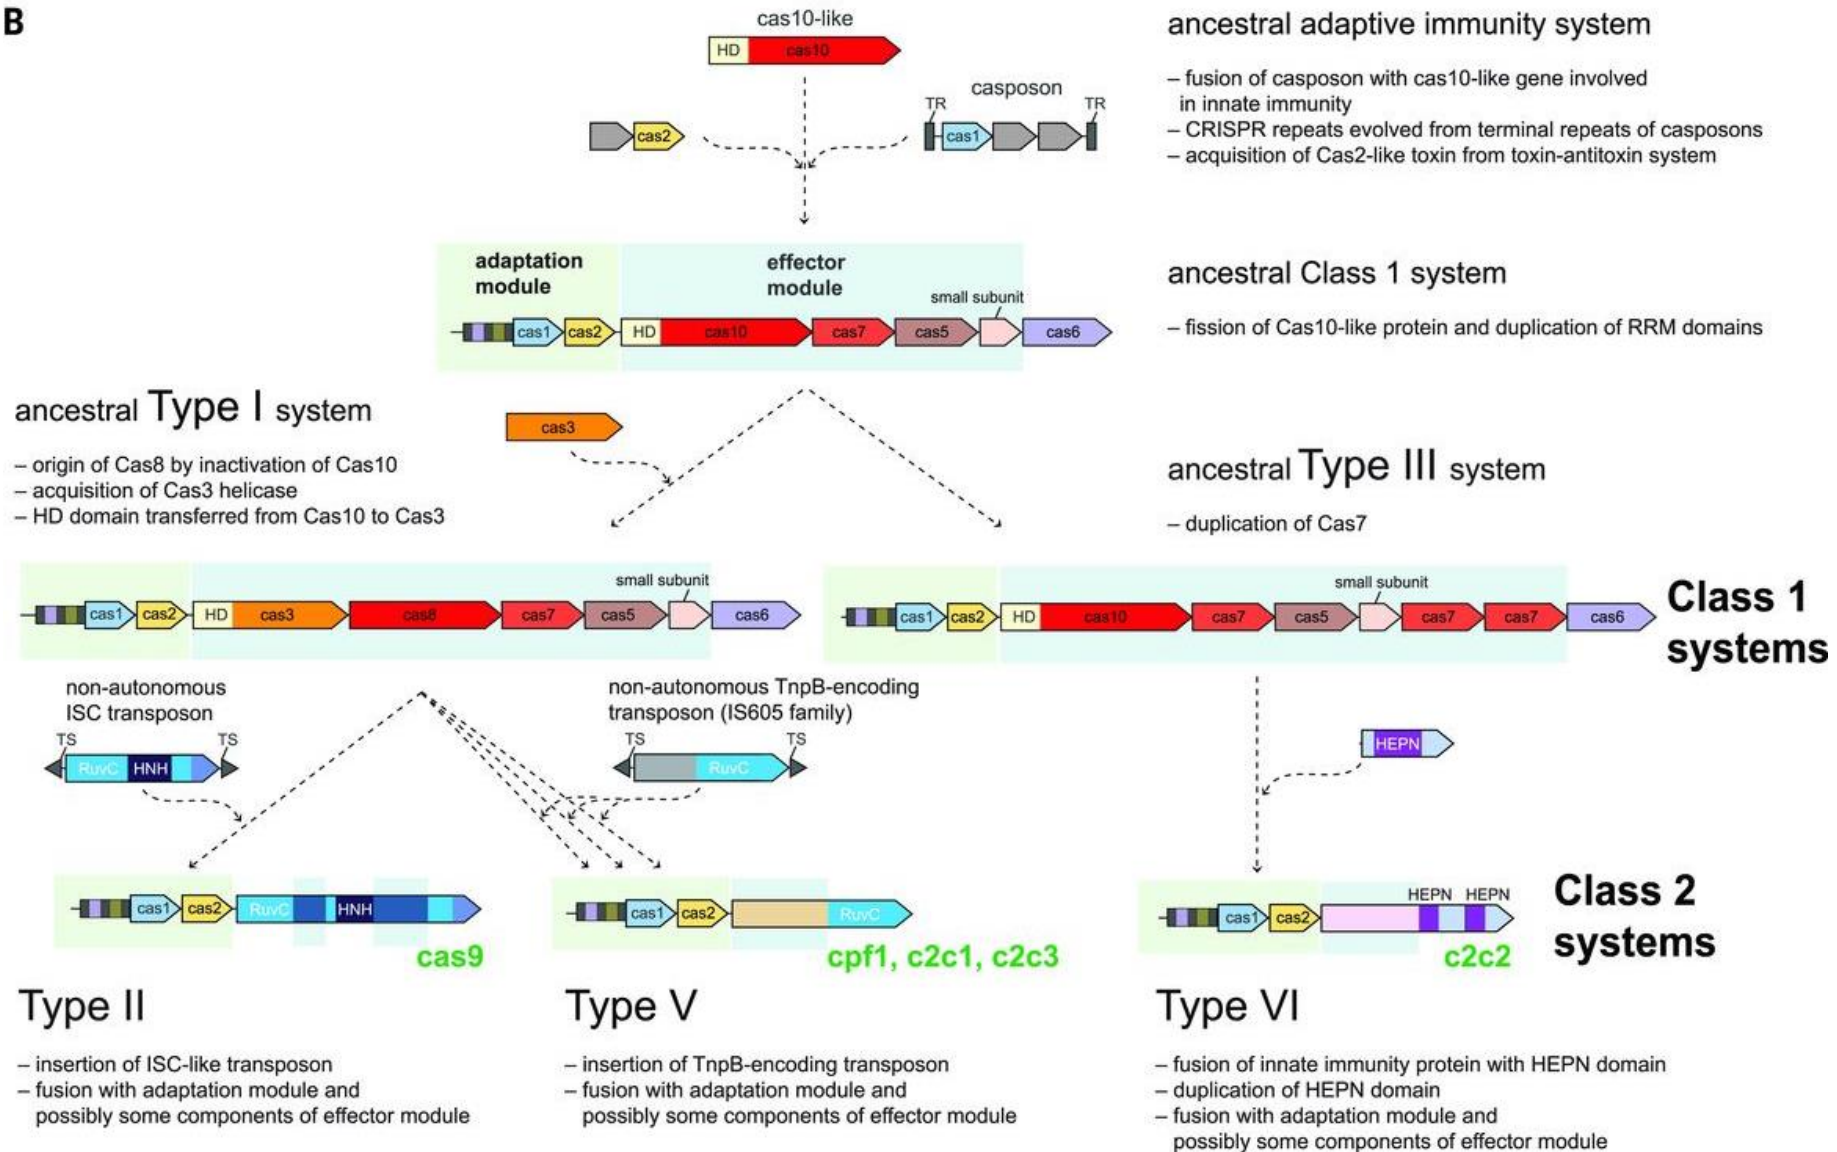 B
cas10-like
HD cas10
cas2
casposon
TR TR
cas1
ancestral adaptive immunity system
– fusion of casposon with cas10-like gene involved
in innate immunity
– CRISPR repeats evolved from terminal repeats of casposons
– acquisition of Cas2-like toxin from toxin-antitoxin system
adaptation
module
effector
module
small subunit
cas1 cas2 HD cas10 cas7 cas5 cas6
ancestral Class 1 system
– fission of Cas10-like protein and duplication of RRM domains
ancestral Type I system
– origin of Cas8 by inactivation of Cas10
– acquisition of Cas3 helicase
– HD domain transferred from Cas10 to Cas3
cas3
ancestral Type III system
– duplication of Cas7
small subunit
cas1 cas2 HD cas3 cas8 cas7 cas5 cas6
small subunit
cas1 cas2 HD cas10 cas7 cas5 cas7 cas7 cas6
Class 1
systems
non-autonomous
ISC transposon
TS TS
RuvC HNH
non-autonomous TnpB-encoding
transposon (IS605 family)
TS TS
RuvC
HEPN
cas1 cas2 RuvC HNH
cas9
cas1 cas2 RuvC
cpf1, c2c1, c2c3
HEPN HEPN
cas1 cas2
c2c2
Class 2
systems
Type II
– insertion of ISC-like transposon
– fusion with adaptation module and
possibly some components of effector module
Type V
– insertion of TnpB-encoding transposon
– fusion with adaptation module and
possibly some components of effector module
Type VI
– fusion of innate immunity protein with HEPN domain
– duplication of HEPN domain
– fusion with adaptation module and
possibly some components of effector module